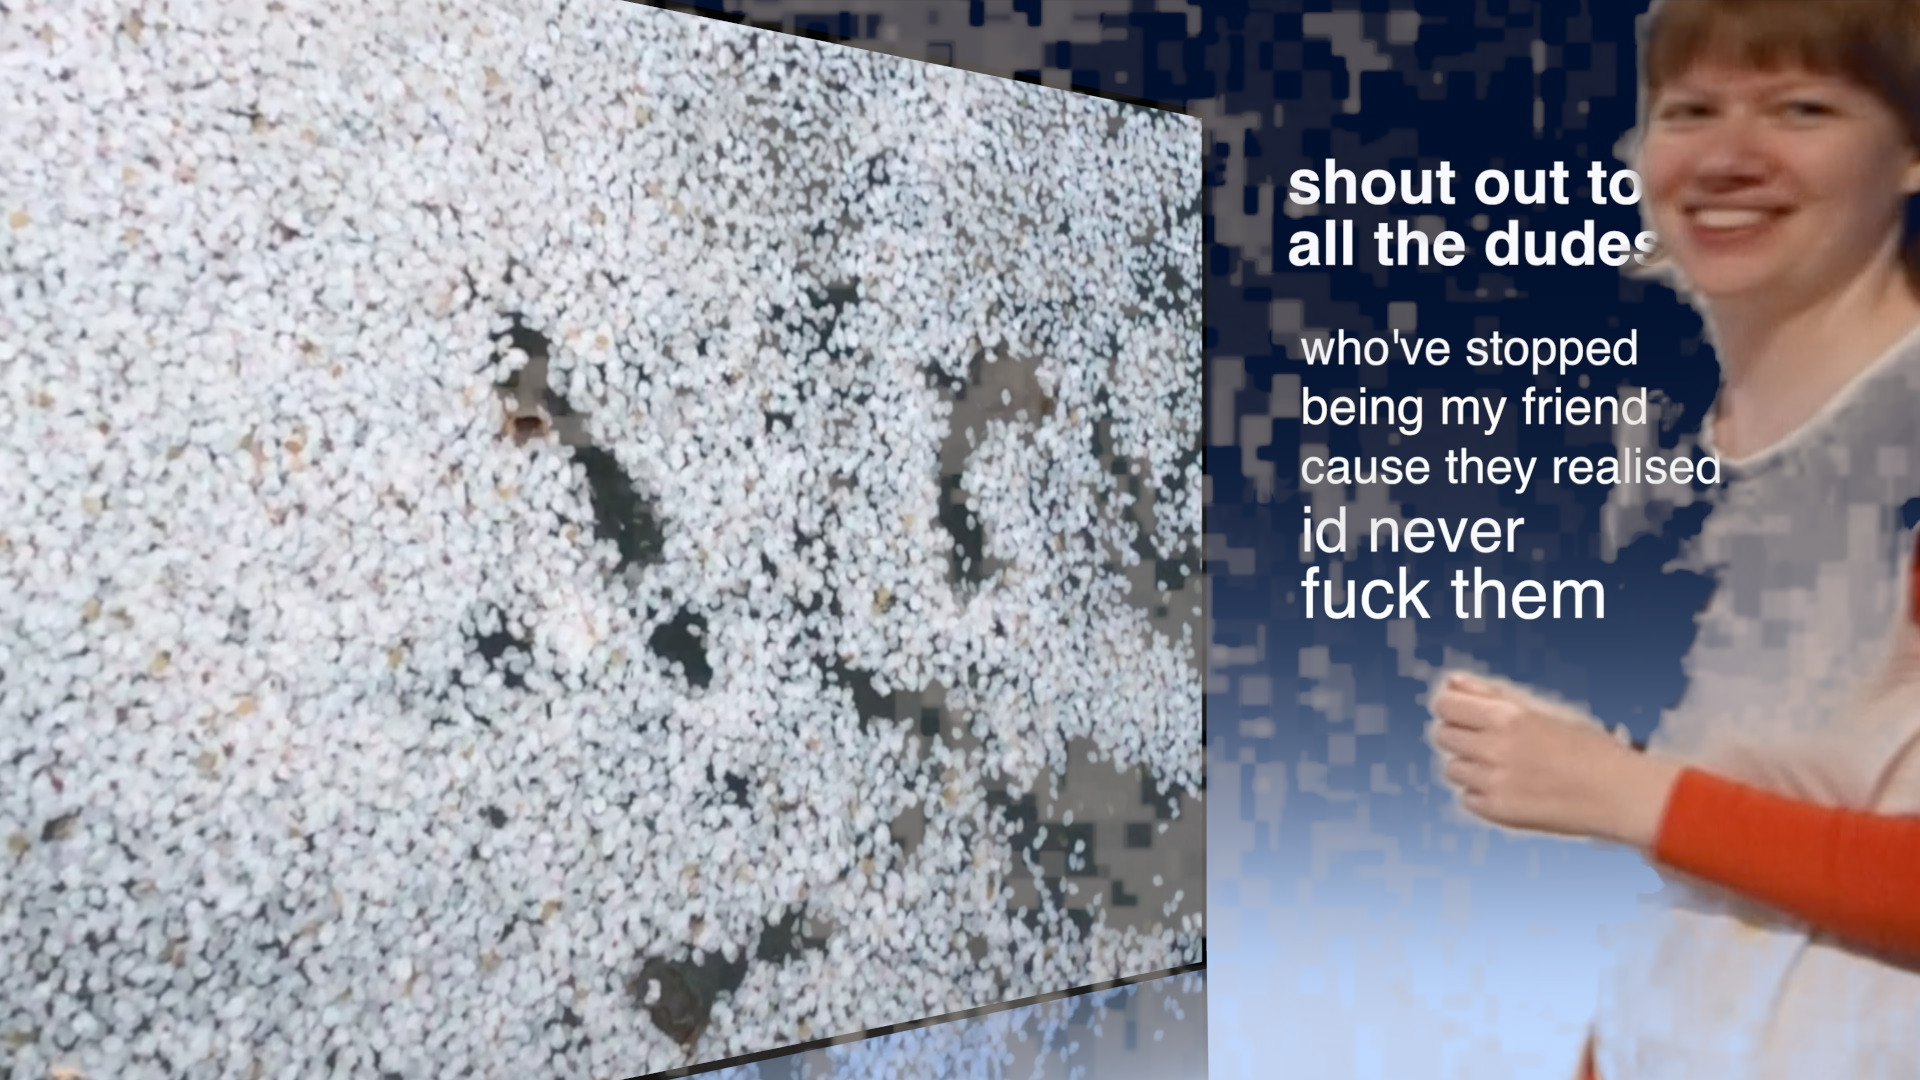 shout out to
all the dudes
who've stopped
being my friend
cause they realised
id never
fuck them